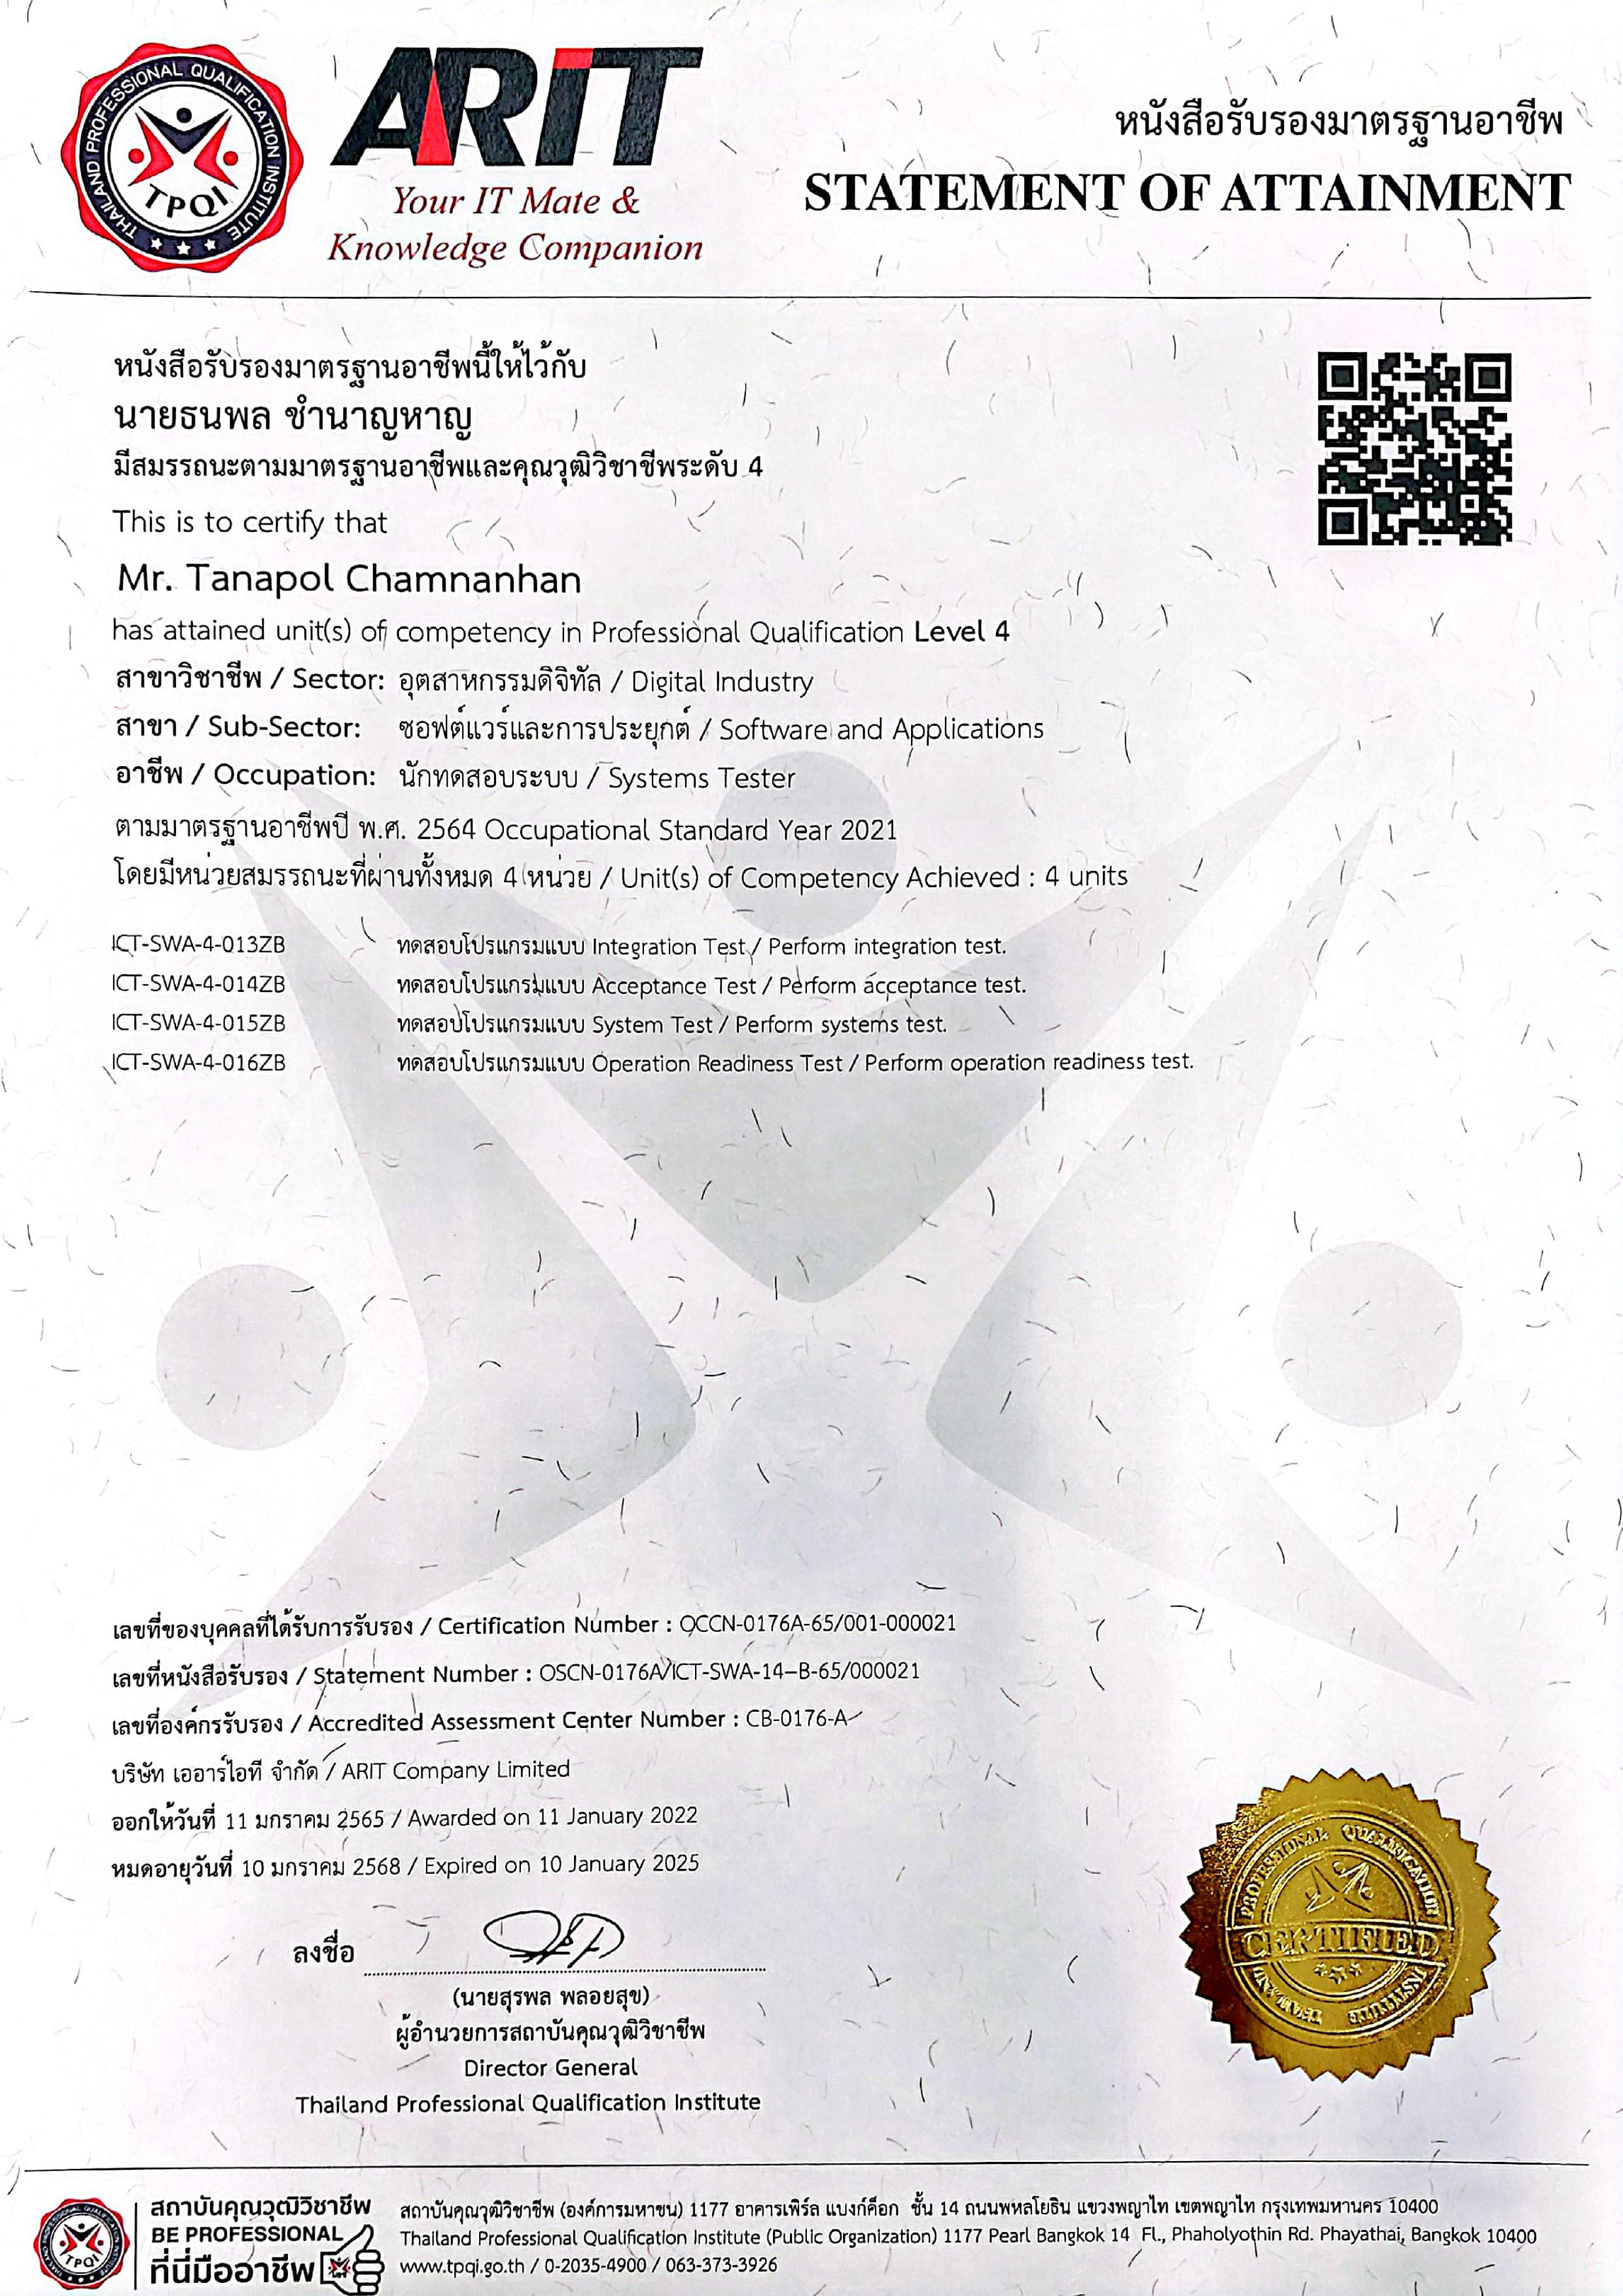 THAILAND PROFESSIONAL QUALIFICATION INSTITUTE
TPQI
ARIT
Your IT Mate &
Knowledge Companion
หนังสือรับรองมาตรฐานอาชีพ
STATEMENT OF ATTAINMENT
หนังสือรับรองมาตรฐานอาชีพนี้ให้ไว้กับ
นายธนพล ชำนาญหาญ
มีสมรรถนะตามมาตรฐานอาชีพและคุณวุฒิวิชาชีพระดับ 4
This is to certify that
Mr. Tanapol Chamnanhan
has attained unit(s) of competency in Professional Qualification Level 4
สาขาวิชาชีพ / Sector: อุตสาหกรรมดิจิทัล / Digital Industry
สาขา / Sub-Sector: ซอฟต์แวร์และการประยุกต์ / Software and Applications
อาชีพ / Occupation: นักทดสอบระบบ / Systems Tester
ตามมาตรฐานอาชีพปี พ.ศ. 2564 Occupational Standard Year 2021
โดยมีหน่วยสมรรถนะที่ผ่านทั้งหมด 4 หน่วย / Unit(s) of Competency Achieved : 4 units
ICT-SWA-4-013ZB ทดสอบโปรแกรมแบบ Integration Test / Perform integration test.
ICT-SWA-4-014ZB ทดสอบโปรแกรมแบบ Acceptance Test / Perform acceptance test.
ICT-SWA-4-015ZB ทดสอบโปรแกรมแบบ System Test / Perform systems test.
ICT-SWA-4-016ZB ทดสอบโปรแกรมแบบ Operation Readiness Test / Perform operation readiness test.
เลขที่ของบุคคลที่ได้รับการรับรอง / Certification Number : QCCN-0176A-65/001-000021
เลขที่หนังสือรับรอง / Statement Number : OSCN-0176A/ICT-SWA-14--B-65/000021
เลขที่องค์กรรับรอง / Accredited Assessment Center Number : CB-0176-A
บริษัท เออาร์ไอที จำกัด / ARIT Company Limited
ออกให้วันที่ 11 มกราคม 2565 / Awarded on 11 January 2022
หมดอายุวันที่ 10 มกราคม 2568 / Expired on 10 January 2025
ลงชื่อ
(นายสุรพล พลอยสุข)
ผู้อำนวยการสถาบันคุณวุฒิวิชาชีพ
Director General
Thailand Professional Qualification Institute
THAILAND PROFESSIONAL QUALIFICATION INSTITUTE
CERTIFIED
THAILAND PROFESSIONAL QUALIFICATION INSTITUTE
TPQI
สถาบันคุณวุฒิวิชาชีพ
BE PROFESSIONAL
ที่นี่มืออาชีพ
สถาบันคุณวุฒิวิชาชีพ (องค์การมหาชน) 1177 อาคารเพิร์ล แบงก์ค็อก ชั้น 14 ถนนพหลโยธิน แขวงพญาไท เขตพญาไท กรุงเทพมหานคร 10400
Thailand Professional Qualification Institute (Public Organization) 1177 Pearl Bangkok 14 Fl., Phaholyothin Rd. Phayathai, Bangkok 10400
www.tpqi.go.th / 0-2035-4900 / 063-373-3926